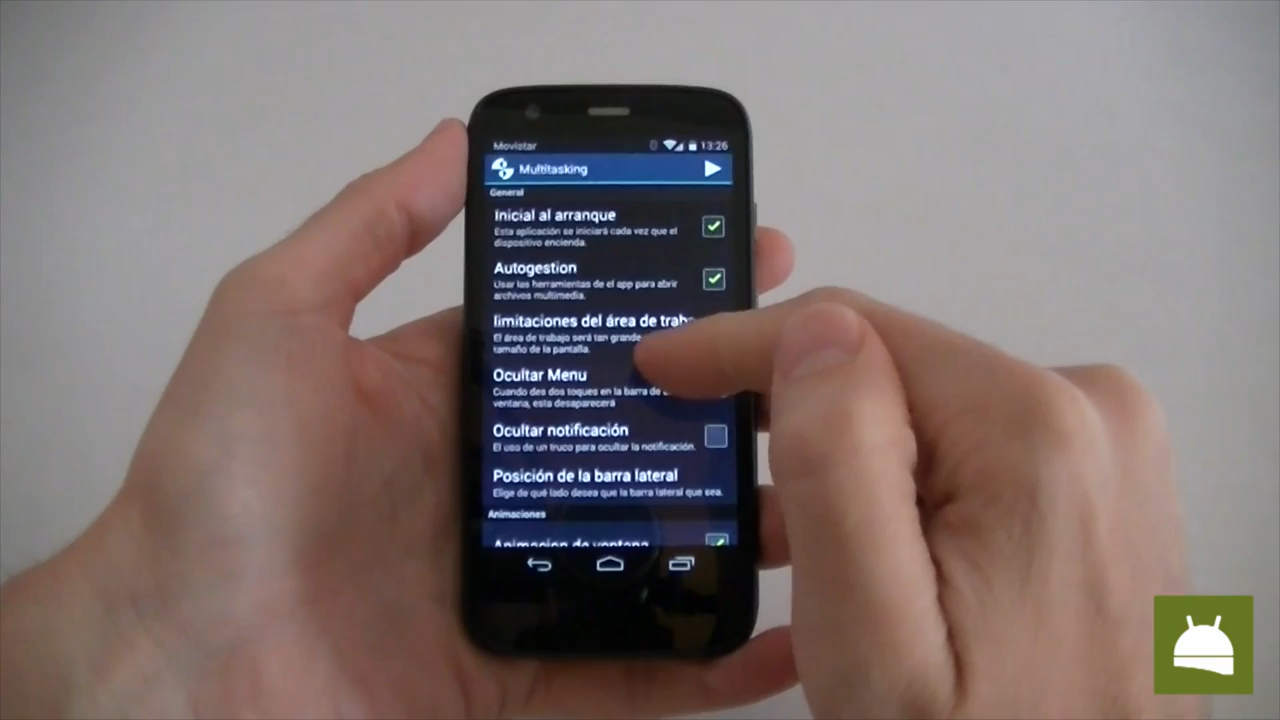 Movistar 13:26
Multitasking
General
Inicial al arranque
Esta aplicación se iniciará cada vez que el
dispositivo encienda.
Autogestion
Usar las herramientas de el app para abrir
archivos multimedia.
limitaciones del área de trab
El área de trabajo será tan grande
tamaño de la pantalla.
Ocultar Menu
Cuando des dos toques en la barra de
ventana, esta desaparecerá
Ocultar notificación
El uso de un truco para ocultar la notificación.
Posición de la barra lateral
Elige de qué lado desea que la barra lateral que sea.
Animaciones
Animacion de ventana